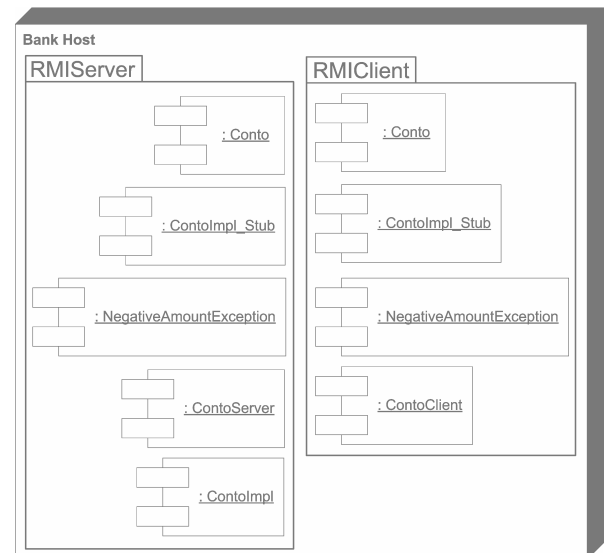 Bank Host
RMIServer
: Conto
: ContoImpl_Stub
: NegativeAmountException
: ContoServer
: ContoImpl
RMIClient
: Conto
: ContoImpl_Stub
: NegativeAmountException
: ContoClient